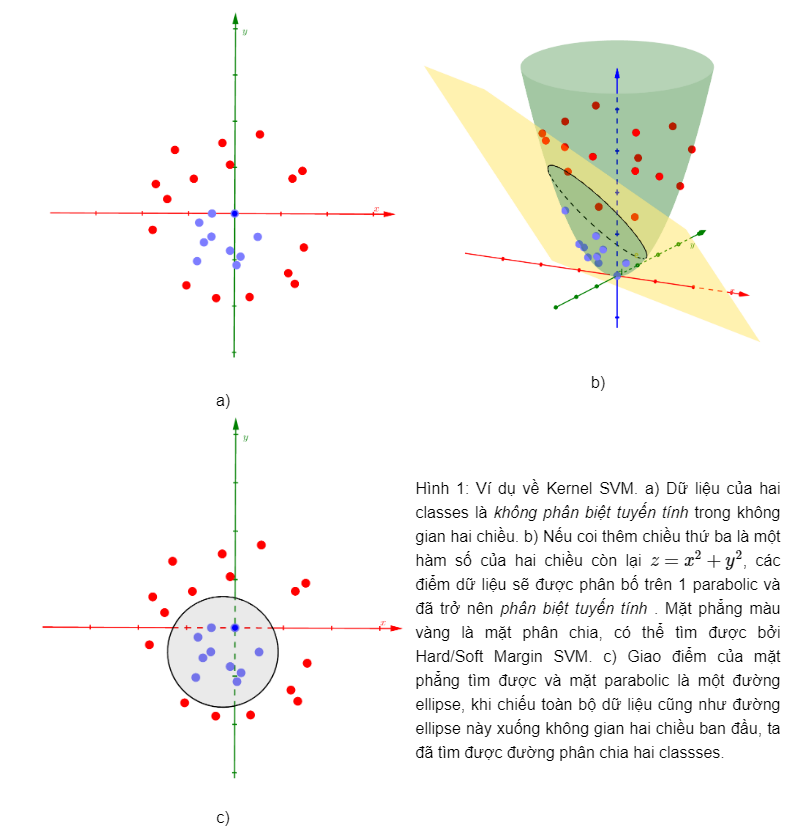 y
x
a)
y
x
b)
y
x
c)
Hình 1: Ví dụ về Kernel SVM. a) Dữ liệu của hai
classes là không phân biệt tuyến tính trong không
gian hai chiều. b) Nếu coi thêm chiều thứ ba là một
hàm số của hai chiều còn lại z = x² + y², các
điểm dữ liệu sẽ được phân bố trên 1 parabolic và
đã trở nên phân biệt tuyến tính . Mặt phẳng màu
vàng là mặt phân chia, có thể tìm được bởi
Hard/Soft Margin SVM. c) Giao điểm của mặt
phẳng tìm được và mặt parabolic là một đường
ellipse, khi chiếu toàn bộ dữ liệu cũng như đường
ellipse này xuống không gian hai chiều ban đầu, ta
đã tìm được đường phân chia hai classses.